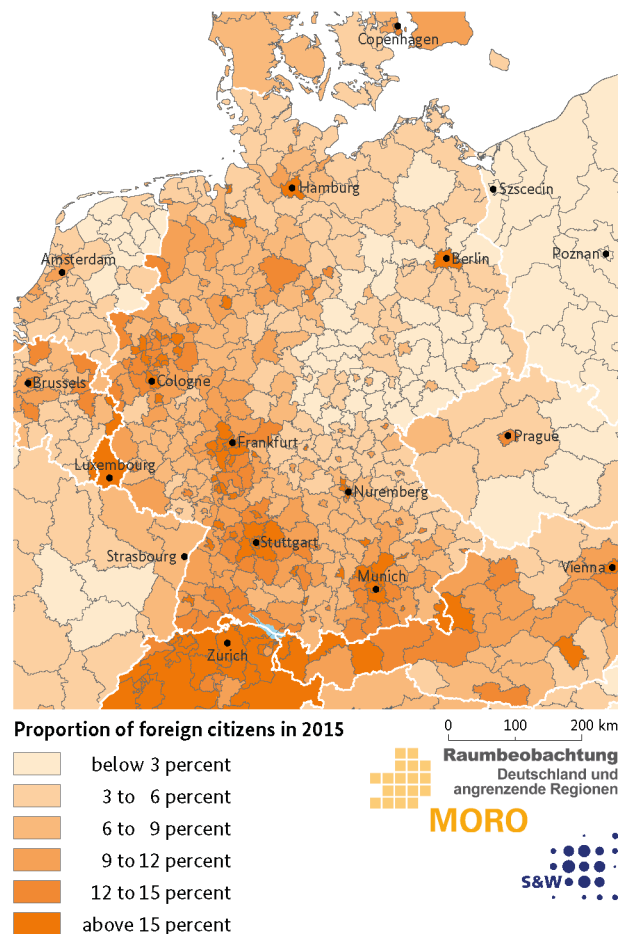 Copenhagen
Hamburg
Szscecin
Amsterdam
Berlin
Poznan
Brussels
Cologne
Frankfurt
Prague
Luxembourg
Nuremberg
Strasbourg
Stuttgart
Munich
Vienna
Zurich
Proportion of foreign citizens in 2015
0 100 200 km
below 3 percent
3 to 6 percent
6 to 9 percent
9 to 12 percent
12 to 15 percent
above 15 percent
Raumbeobachtung
Deutschland und
angrenzende Regionen
MORO
S&W